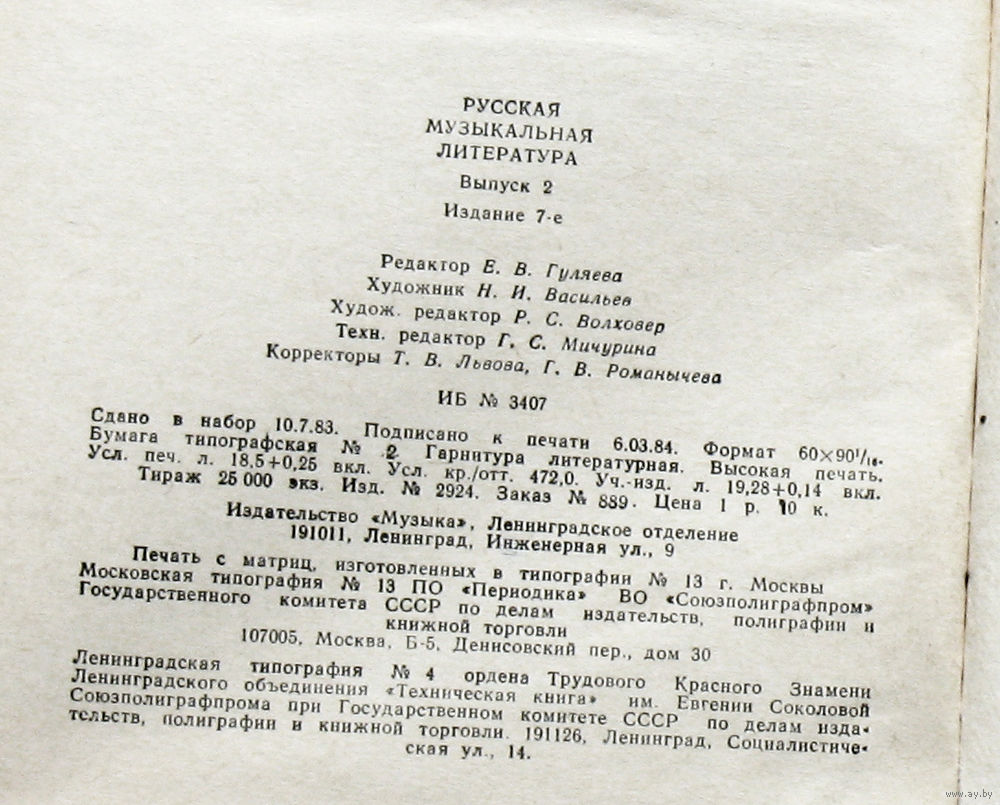 РУССКАЯ
МУЗЫКАЛЬНАЯ
ЛИТЕРАТУРА
Выпуск 2
Издание 7-е
Редактор Е. В. Гуляева
Художник Н. И. Васильев
Худож. редактор Р. С. Волховер
Техн. редактор Г. С. Мичурина
Корректоры Т. В. Львова, Г. В. Романычева
ИБ № 3407
Сдано в набор 10.7.83. Подписано к печати 6.03.84. Формат 60×90¹/₁₆.
Бумага типографская № 2 Гарнитура литературная. Высокая печать.
Усл. печ. л. 18,5+0,25 вкл. Усл. кр./отт. 472,0. Уч.-изд. л. 19,28+0,14 вкл.
Тираж 25 000 экз. Изд. № 2924. Заказ № 889. Цена 1 р. 10 к.
Издательство «Музыка», Ленинградское отделение
191011, Ленинград, Инженерная ул., 9
Печать с матриц, изготовленных в типографии № 13 г. Москвы
Московская типография № 13 ПО «Периодика» ВО «Союзполиграфпром»
Государственного комитета СССР по делам издательств, полиграфии и
книжной торговли
107005, Москва, Б-5, Денисовский пер., дом 30
Ленинградская типография № 4 ордена Трудового Красного Знамени
Ленинградского объединения «Техническая книга» им. Евгении Соколовой
Союзполиграфпрома при Государственном комитете СССР по делам изда-
тельств, полиграфии и книжной торговли. 191126, Ленинград, Социалистиче-
ская ул., 14.
www.ay.by